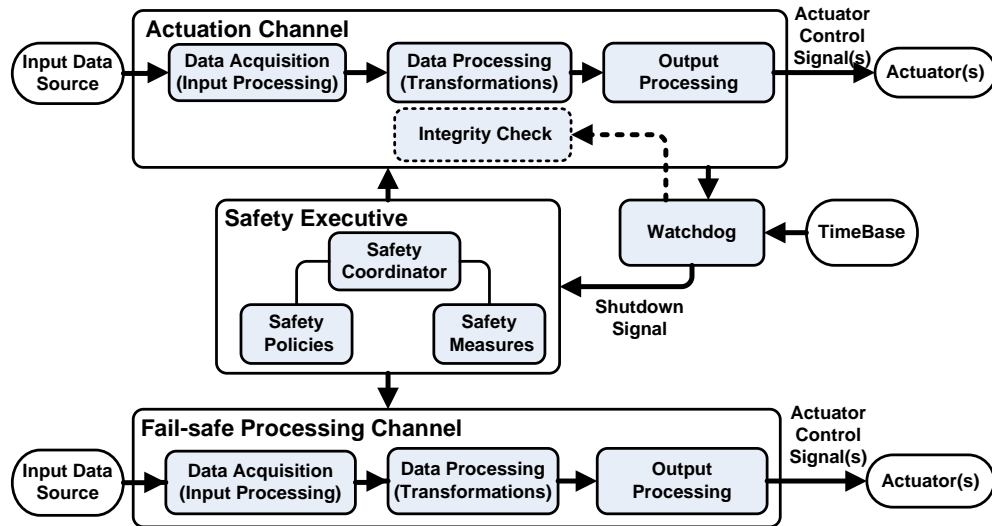 Actuation Channel
Input Data
Source
Data Acquisition
(Input Processing)
Data Processing
(Transformations)
Output
Processing
Actuator
Control
Signal(s)
Actuator(s)
Integrity Check
Safety Executive
Safety
Coordinator
Safety
Policies
Safety
Measures
Watchdog
TimeBase
Shutdown
Signal
Fail-safe Processing Channel
Input Data
Source
Data Acquisition
(Input Processing)
Data Processing
(Transformations)
Output
Processing
Actuator
Control
Signal(s)
Actuator(s)